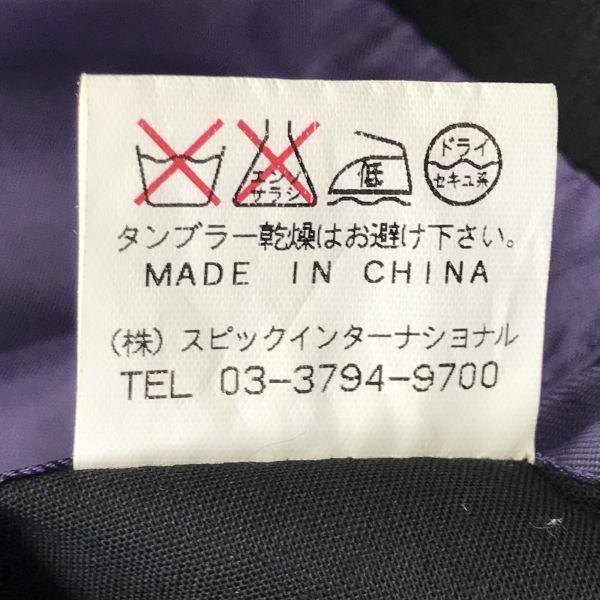 エンソ サラシ
低
ドライ
セキユ系
タンブラー乾燥はお避け下さい。
MADE IN CHINA
（株）スピックインターナショナル
TEL 03-3794-9700